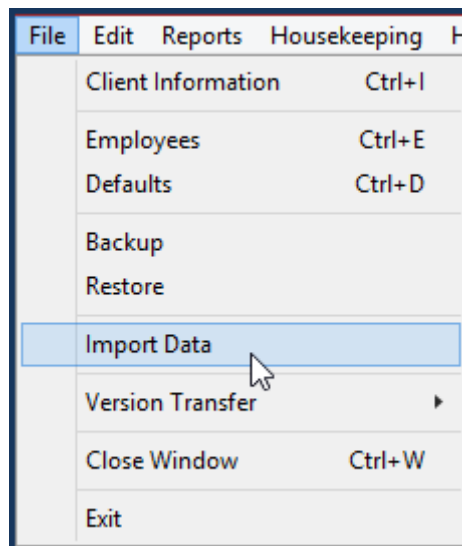 File Edit Reports Housekeeping H
Client Information Ctrl+I
Employees Ctrl+E
Defaults Ctrl+D
Backup
Restore
Import Data
Version Transfer
Close Window Ctrl+W
Exit